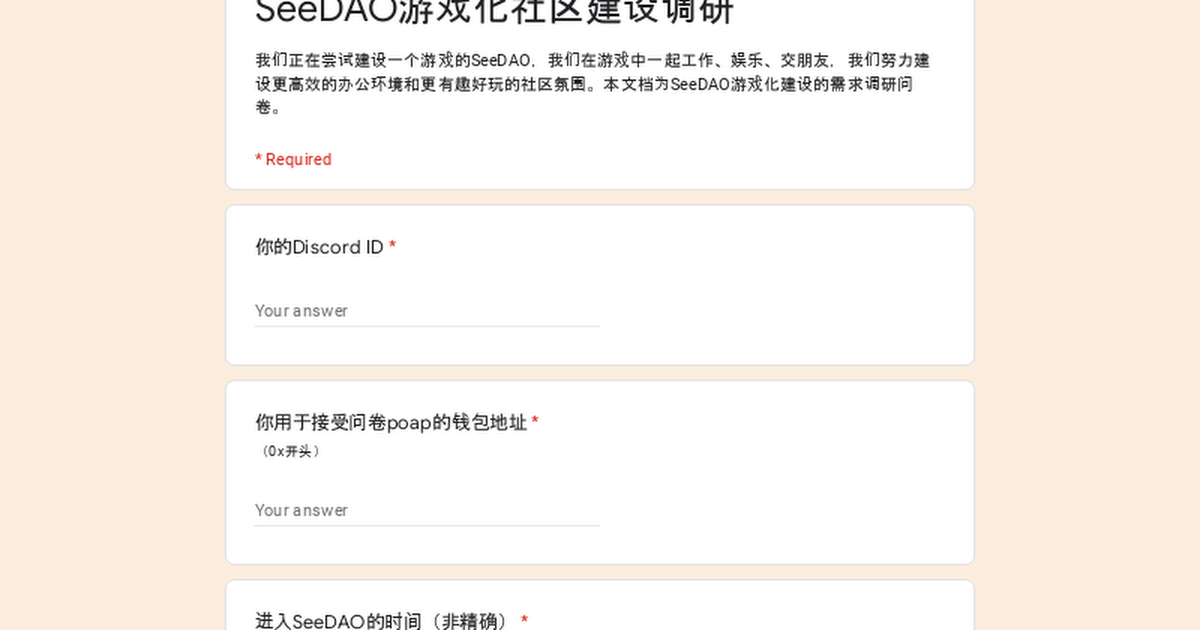 SeeDAO游戏化社区建设调研
我们正在尝试建设一个游戏的SeeDAO，我们在游戏中一起工作、娱乐、交朋友，我们努力建
设更高效的办公环境和更有趣好玩的社区氛围。本文档为SeeDAO游戏化建设的需求调研问
卷。
* Required
你的Discord ID *
Your answer
你用于接受问卷poap的钱包地址 *
（0x开头）
Your answer
进入SeeDAO的时间（非精确） *